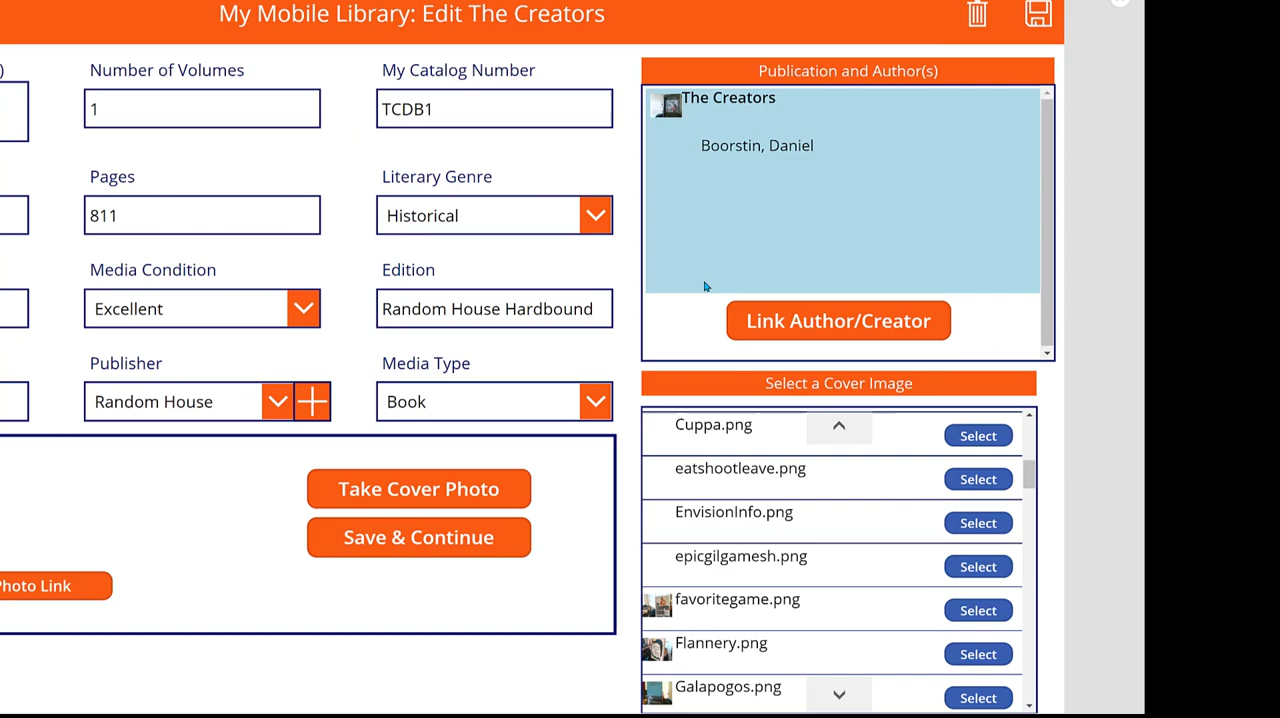 My Mobile Library: Edit The Creators
)
Number of Volumes
My Catalog Number
1
TCDB1
Pages
Literary Genre
811
Historical
Media Condition
Edition
Excellent
Random House Hardbound
Publisher
Media Type
Random House
Book
Take Cover Photo
Save & Continue
Photo Link
Publication and Author(s)
The Creators
Boorstin, Daniel
Link Author/Creator
Select a Cover Image
Cuppa.png
Select
eatshootleave.png
Select
EnvisionInfo.png
Select
epicgilgamesh.png
Select
favoritegame.png
Select
Flannery.png
Select
Galapogos.png
Select